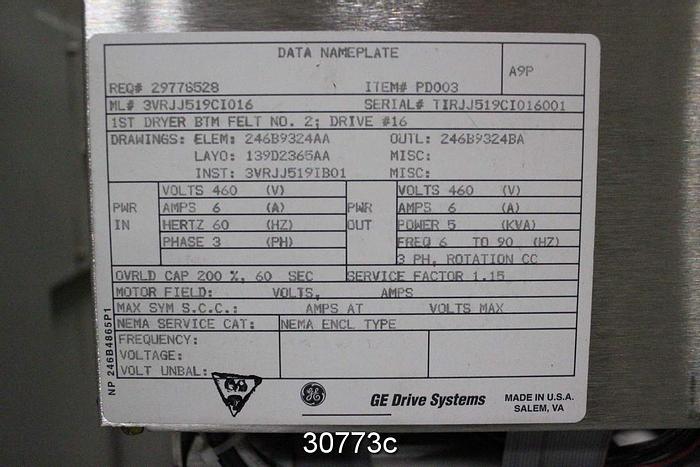 DATA NAMEPLATE
A9P
REQ# 29776528 ITEM# PD003
ML# 3VRJJ519CI016 SERIAL# TIRJJ519CI016001
1ST DRYER BTM FELT NO. 2; DRIVE #16
DRAWINGS: ELEM: 246B9324AA OUTL: 246B9324BA
LAYO: 139D2365AA MISC:
INST: 3VRJJ519IB01 MISC:
PWR IN
VOLTS 460 (V)
AMPS 6 (A)
HERTZ 60 (HZ)
PHASE 3 (PH)
PWR OUT
VOLTS 460 (V)
AMPS 6 (A)
POWER 5 (KVA)
FREQ 6 TO 90 (HZ)
3 PH, ROTATION CC
OVRLD CAP 200 %, 60 SEC SERVICE FACTOR 1.15
MOTOR FIELD: VOLTS, AMPS
MAX SYM S.C.C.: AMPS AT VOLTS MAX
NEMA SERVICE CAT: NEMA ENCL TYPE
FREQUENCY:
VOLTAGE:
VOLT UNBAL:
NP 246B4865P1
GE GE Drive Systems MADE IN U.S.A.
SALEM, VA
30773c